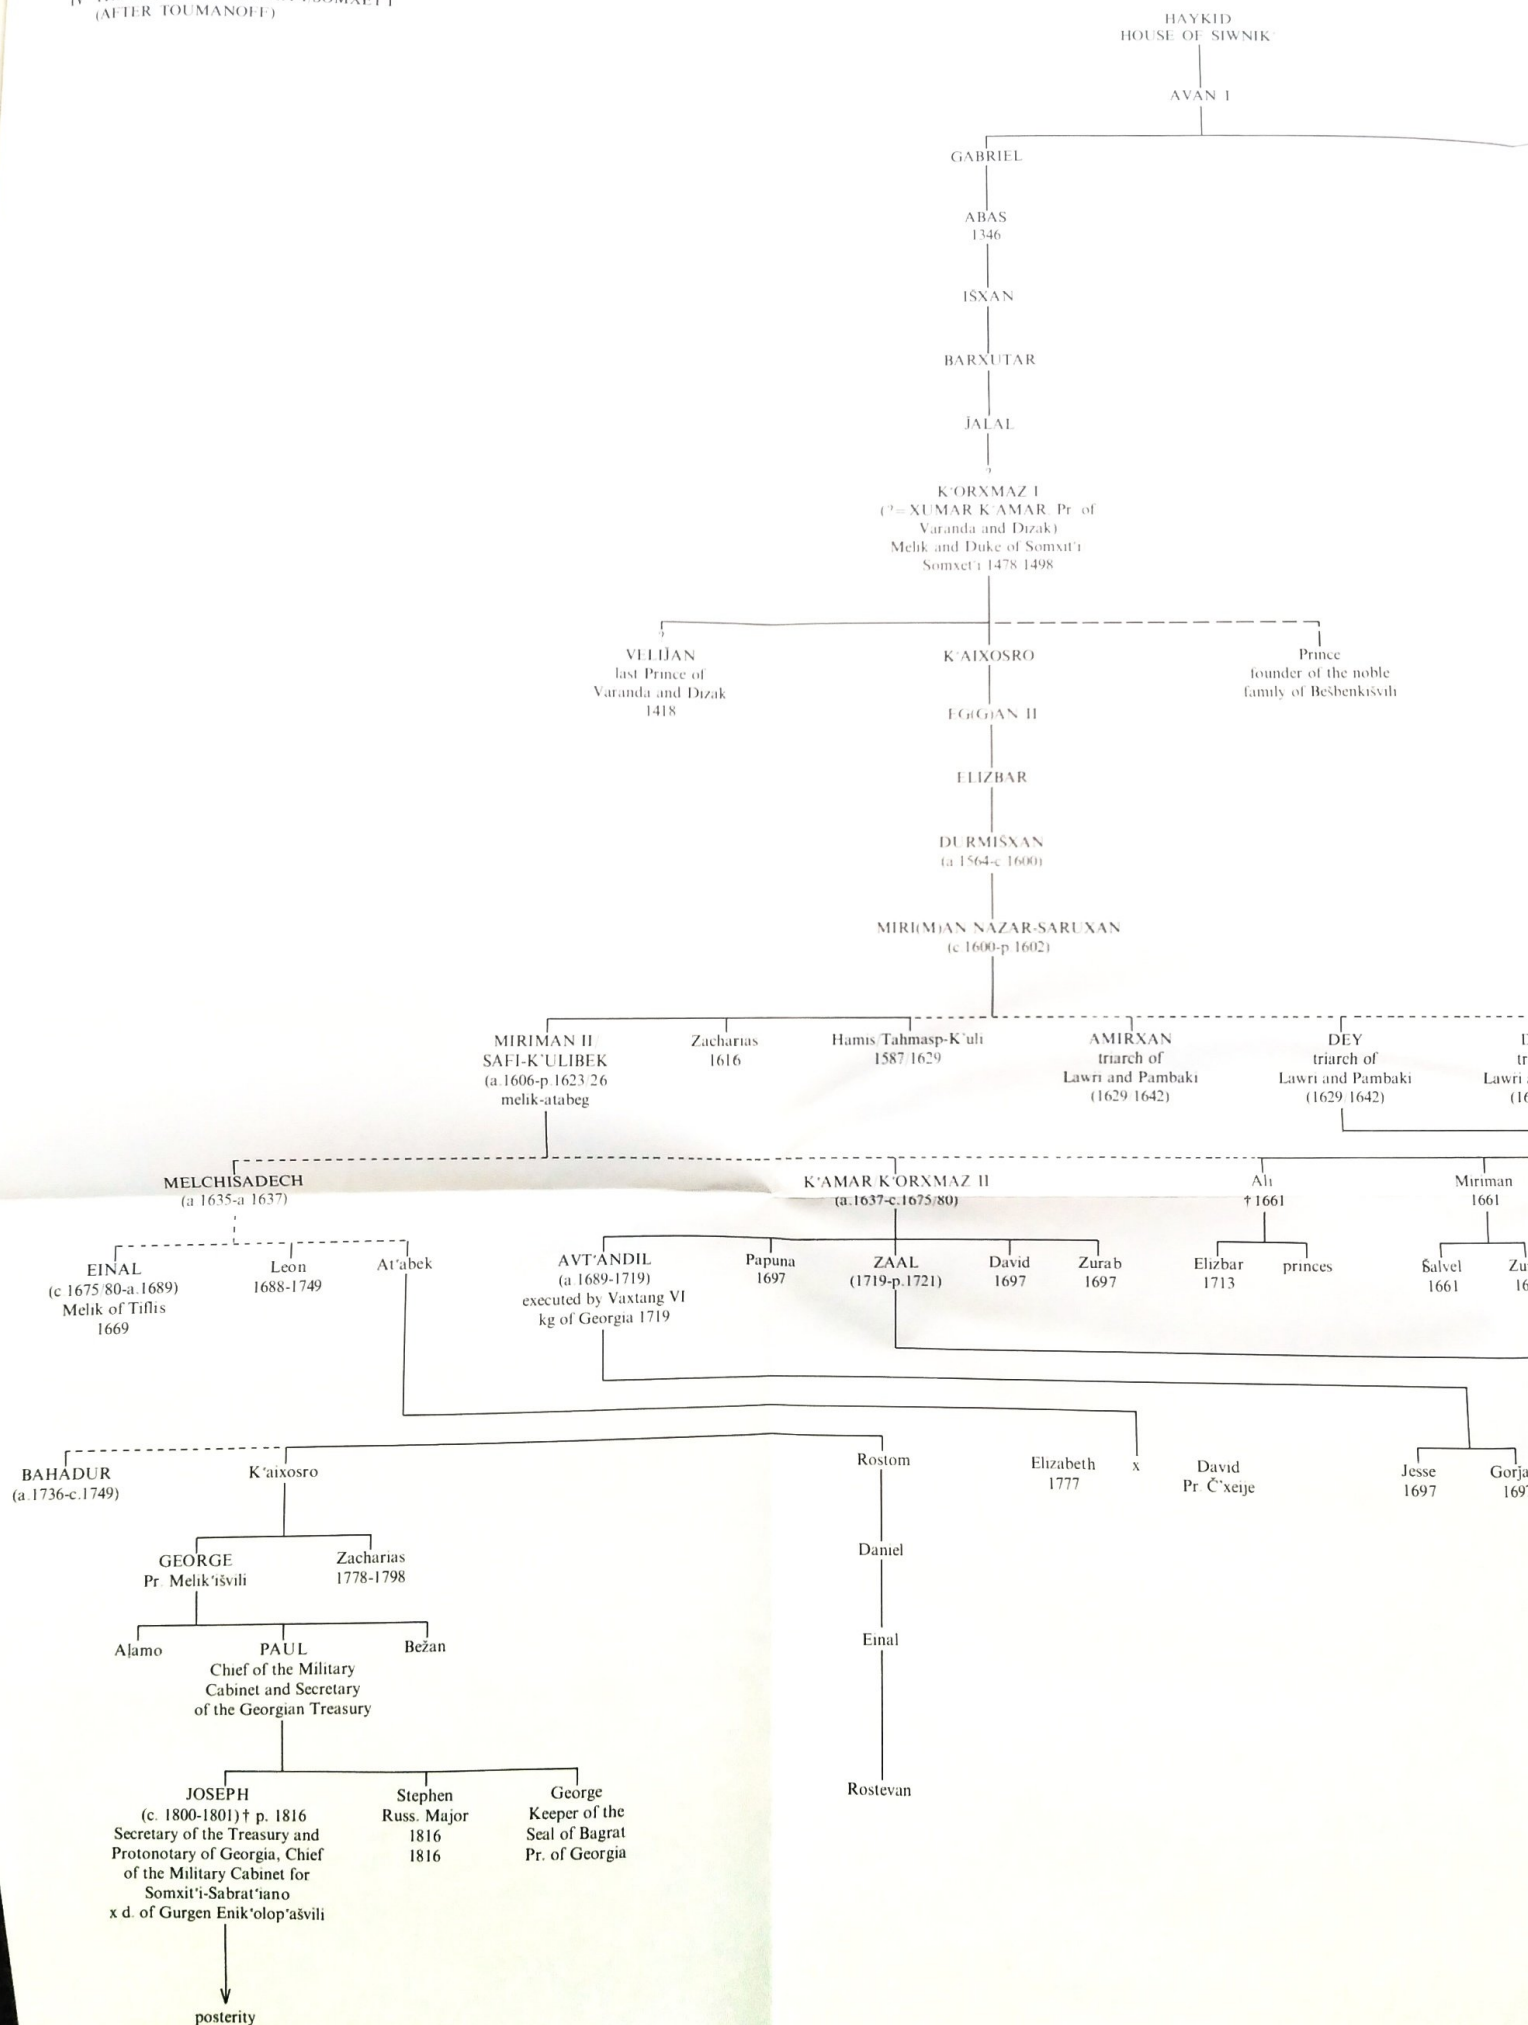 (AFTER TOUMANOFF)
HAYKID
HOUSE OF SIWNIK‘
AVAN I
GABRIEL
ABAS
1346
IŠXAN
BARXUTAR
J̌ALAL
?
K‘ORXMAZ I
(?= XUMAR K‘AMAR. Pr. of
Varanda and Dizak)
Melik and Duke of Somxit‘i
Somxet‘i 1478/1498
?
VELIJ̌AN
last Prince of
Varanda and Dizak
1418
K‘AIXOSRO
Prince
founder of the noble
family of Bešbenkišvili
EG(G)AN II
ELIZBAR
DURMIŠXAN
(a 1564-c 1600)
MIRI(M)AN NAZAR-SARUXAN
(c.1600-p 1602)
MIRIMAN II/
SAFI-K‘ULIBEK
(a.1606-p.1623/26
melik-atabeg
Zacharias
1616
Hamis/Tahmasp-K‘uli
1587/1629
AMIRXAN
triarch of
Lawri and Pambaki
(1629/1642)
DEY
triarch of
Lawri and Pambaki
(1629/1642)
Lawri
MELCHISADECH
(a 1635-a 1637)
K‘AMAR/K‘ORXMAZ II
(a.1637-c.1675/80)
Ali
† 1661
Miriman
1661
EINAL
(c 1675/80-a.1689)
Melik of Tiflis
1669
Leon
1688-1749
At‘abek
AVT‘ANDIL
(a 1689-1719)
executed by Vaxtang VI
kg of Georgia 1719
Papuna
1697
ZAAL
(1719-p.1721)
David
1697
Zurab
1697
Elizbar
1713
princes
Šalvel
1661
Zu
16
BAHADUR
(a.1736-c.1749)
K‘aixosro
Rostom
Elizabeth
1777
x
David
Pr. Č‘xeije
Jesse
1697
Gorja
169
GEORGE
Pr. Melik‘išvili
Zacharias
1778-1798
Daniel
Alamo
PAUL
Chief of the Military
Cabinet and Secretary
of the Georgian Treasury
Bežan
Einal
JOSEPH
(c. 1800-1801) † p. 1816
Secretary of the Treasury and
Protonotary of Georgia, Chief
of the Military Cabinet for
Somxit‘i-Sabrat‘iano
x d. of Gurgen Enik‘olop‘ašvili
Stephen
Russ. Major
1816
1816
George
Keeper of the
Seal of Bagrat
Pr. of Georgia
Rostevan
posterity